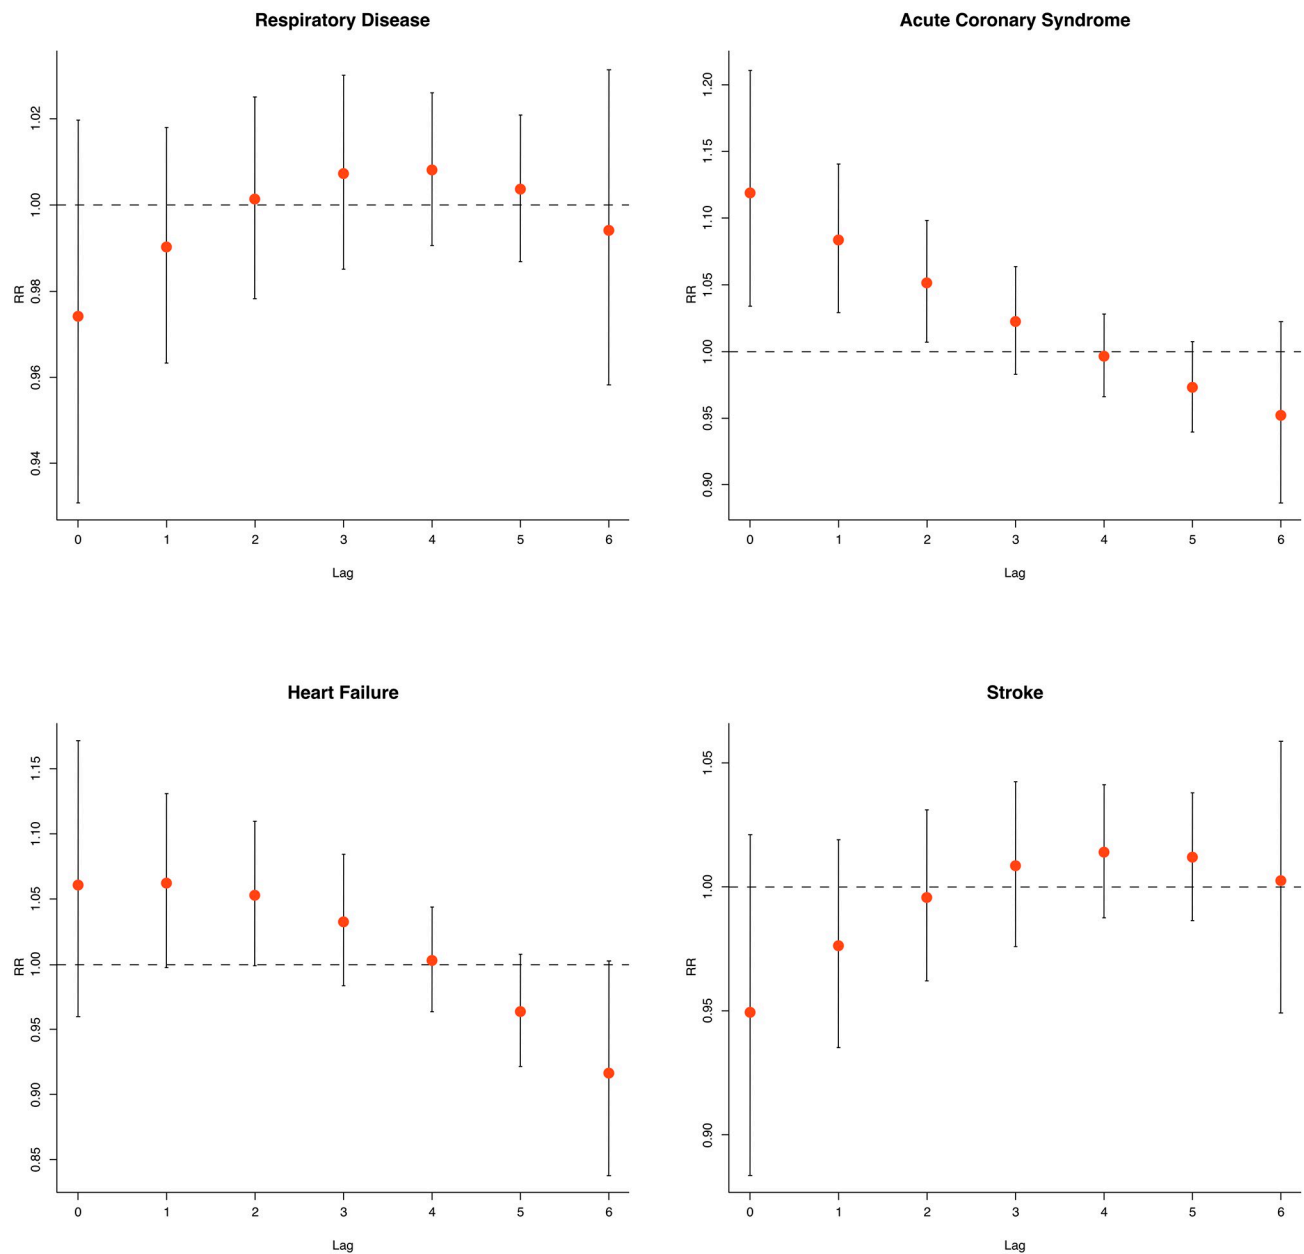 Respiratory Disease
RR
1.02
1.00
0.98
0.96
0.94
0 1 2 3 4 5 6
Lag
Acute Coronary Syndrome
RR
1.20
1.15
1.10
1.05
1.00
0.95
0.90
0 1 2 3 4 5 6
Lag
Heart Failure
RR
1.15
1.10
1.05
1.00
0.95
0.90
0.85
0 1 2 3 4 5 6
Lag
Stroke
RR
1.05
1.00
0.95
0.90
0 1 2 3 4 5 6
Lag